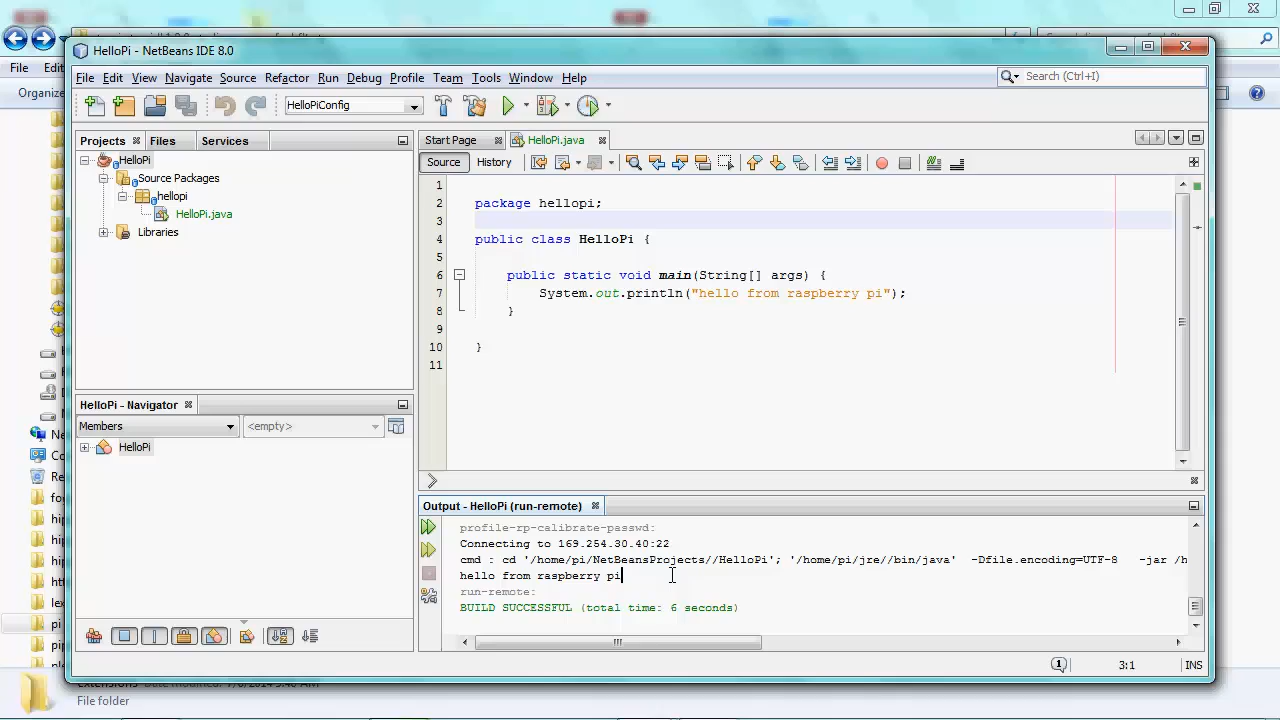 HelloPi - NetBeans IDE 8.0
File Edit
Organize
File Edit View Navigate Source Refactor Run Debug Profile Team Tools Window Help
Search (Ctrl+I)
HelloPiConfig
Projects Files Services
HelloPi
Source Packages
hellopi
HelloPi.java
Libraries
HelloPi - Navigator
Members
<empty>
HelloPi
Start Page HelloPi.java
Source History
1
2 package hellopi;
3
4 public class HelloPi {
5
6 public static void main(String[] args) {
7 System.out.println("hello from raspberry pi");
8 }
9
10 }
11
Output - HelloPi (run-remote)
profile-rp-calibrate-passwd:
Connecting to 169.254.30.40:22
cmd : cd '/home/pi/NetBeansProjects//HelloPi'; '/home/pi/jre//bin/java' -Dfile.encoding=UTF-8 -jar /h
hello from raspberry pi
run-remote:
BUILD SUCCESSFUL (total time: 6 seconds)
1 3:1 INS
pi
File folder